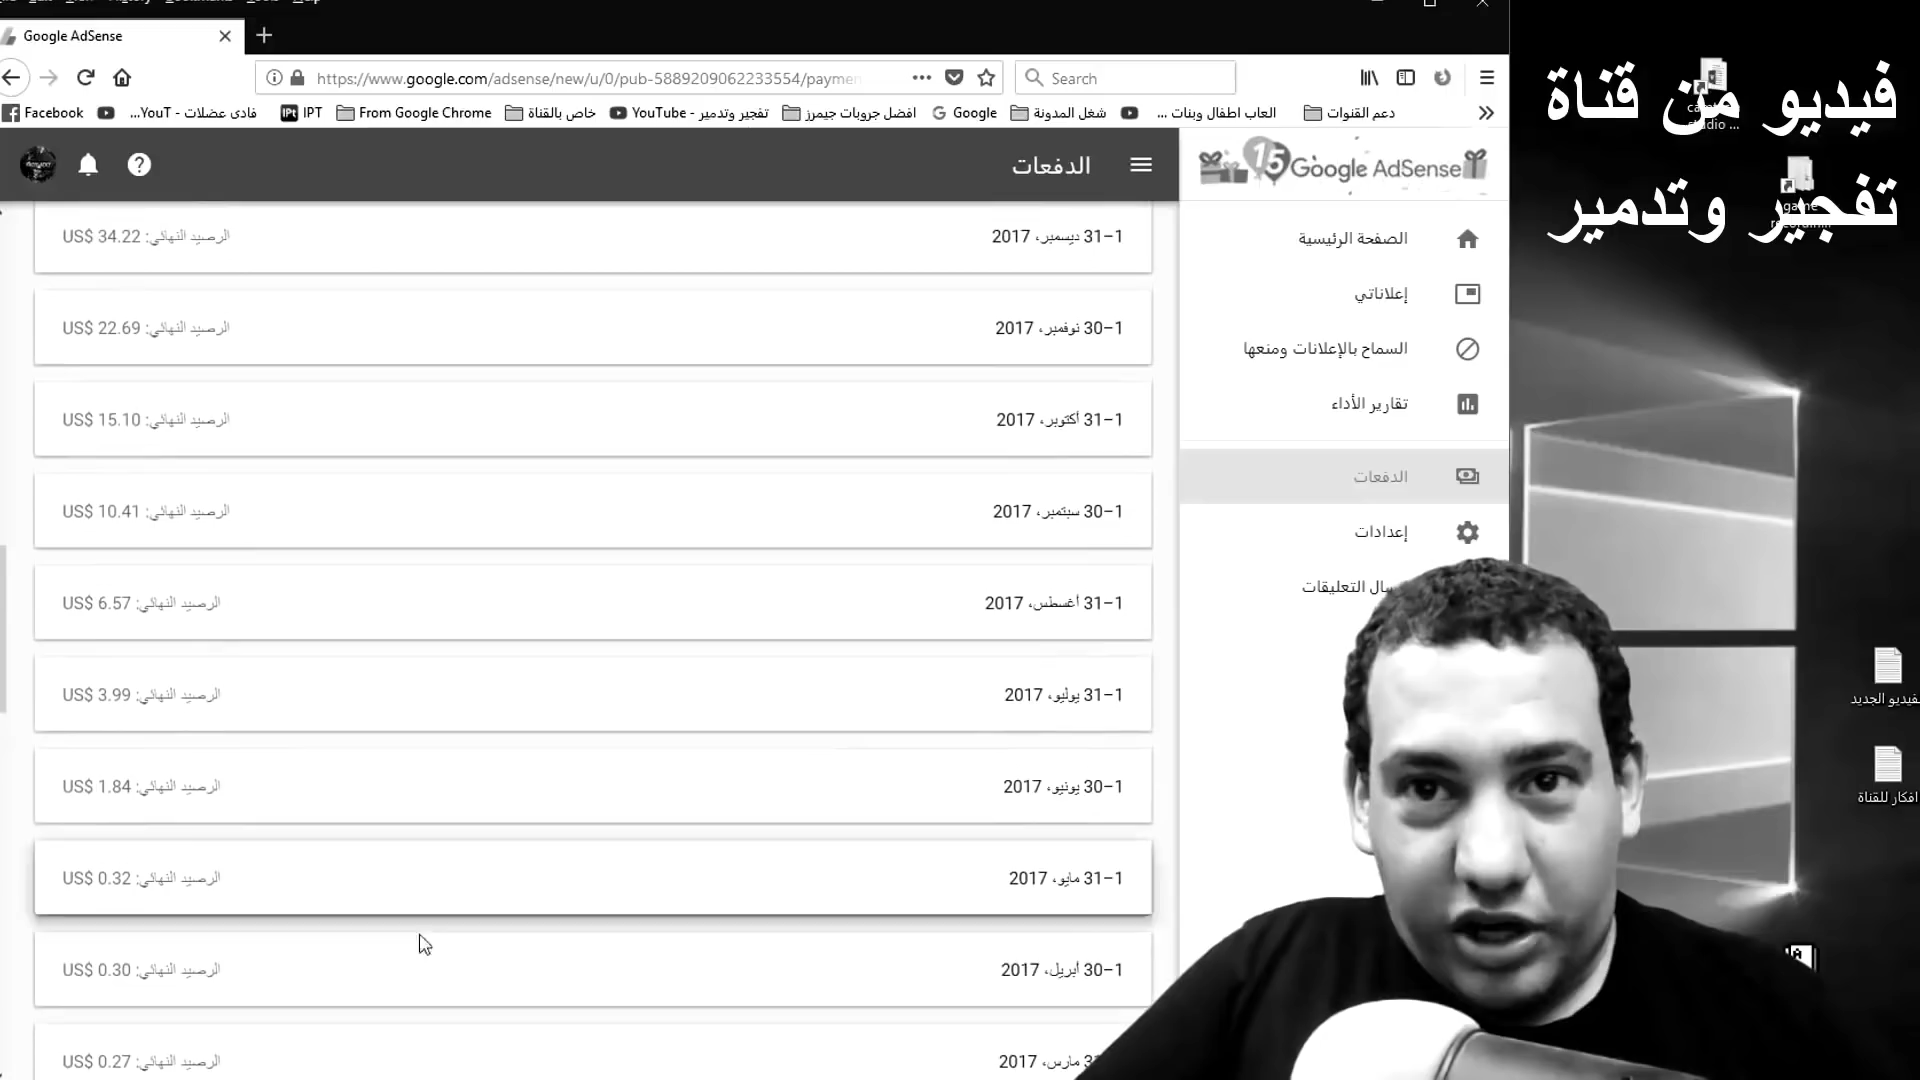 Google AdSense
https://www.google.com/adsense/new/u/0/pub-5889209062233554/paymen
Search
Facebook
فادى عضلات - YouT...
IPT
From Google Chrome
خاص بالقناة
تفجير وتدمير - YouTube
افضل جروبات جيمرز
Google
شغل المدونة
العاب اطفال وبنات ...
دعم القنوات
الدفعات
15 Google AdSense
1–31 ديسمبر، 2017
الرصيد النهائي: US$ 34.22
1–30 نوفمبر، 2017
الرصيد النهائي: US$ 22.69
1–31 أكتوبر، 2017
الرصيد النهائي: US$ 15.10
1–30 سبتمبر، 2017
الرصيد النهائي: US$ 10.41
1–31 أغسطس، 2017
الرصيد النهائي: US$ 6.57
1–31 يوليو، 2017
الرصيد النهائي: US$ 3.99
1–30 يونيو، 2017
الرصيد النهائي: US$ 1.84
1–31 مايو، 2017
الرصيد النهائي: US$ 0.32
1–30 أبريل، 2017
الرصيد النهائي: US$ 0.30
مارس، 2017
الرصيد النهائي: US$ 0.27
الصفحة الرئيسية
إعلاناتي
السماح بالإعلانات ومنعها
تقارير الأداء
الدفعات
إعدادات
التعليقات
فيديو من قناة
تفجير وتدمير
الجديد
افكار للقناة